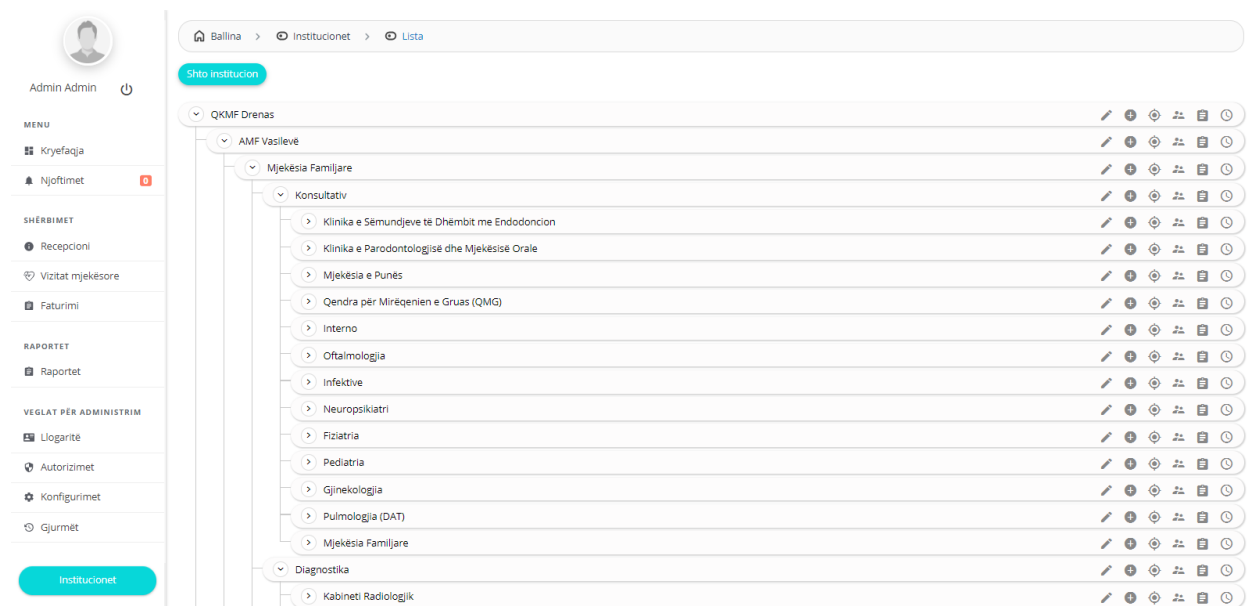 Admin Admin
MENU
Kryefaqja
Njoftimet 0
SHËRBIMET
Recepcioni
Vizitat mjekësore
Faturimi
RAPORTET
Raportet
VEGLAT PËR ADMINISTRIM
Llogaritë
Autorizimet
Konfigurimet
Gjurmët
Institucionet
Ballina > Institucionet > Lista
Shto institucion
QKMF Drenas
AMF Vasilevë
Mjekësia Familjare
Konsultativ
Klinika e Sëmundjeve të Dhëmbit me Endodoncion
Klinika e Parodontologjisë dhe Mjekësisë Orale
Mjekësia e Punës
Qendra për Mirëqenien e Gruas (QMG)
Interno
Oftalmologjia
Infektive
Neuropsikiatri
Fiziatria
Pediatria
Gjinekologjia
Pulmologjia (DAT)
Mjekësia Familjare
Diagnostika
Kabineti Radiologjik